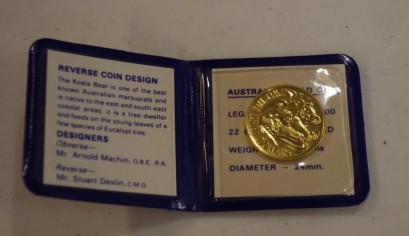 REVERSE COIN DESIGN
The Koala Bear is one of the best
known Australian marsupials and
is native to the east and south-east
coastal areas; it is a tree dweller
and feeds on the strong leaves of a
few species of Eucalypt tree.
DESIGNERS
Obverse—
Mr. Arnold Machin, O.B.E., R.A.
Reverse—
Mr. Stuart Devlin, C.M.G.
AUSTRAL
LEG
22
WEIGH
DIAMETER — 24mm.